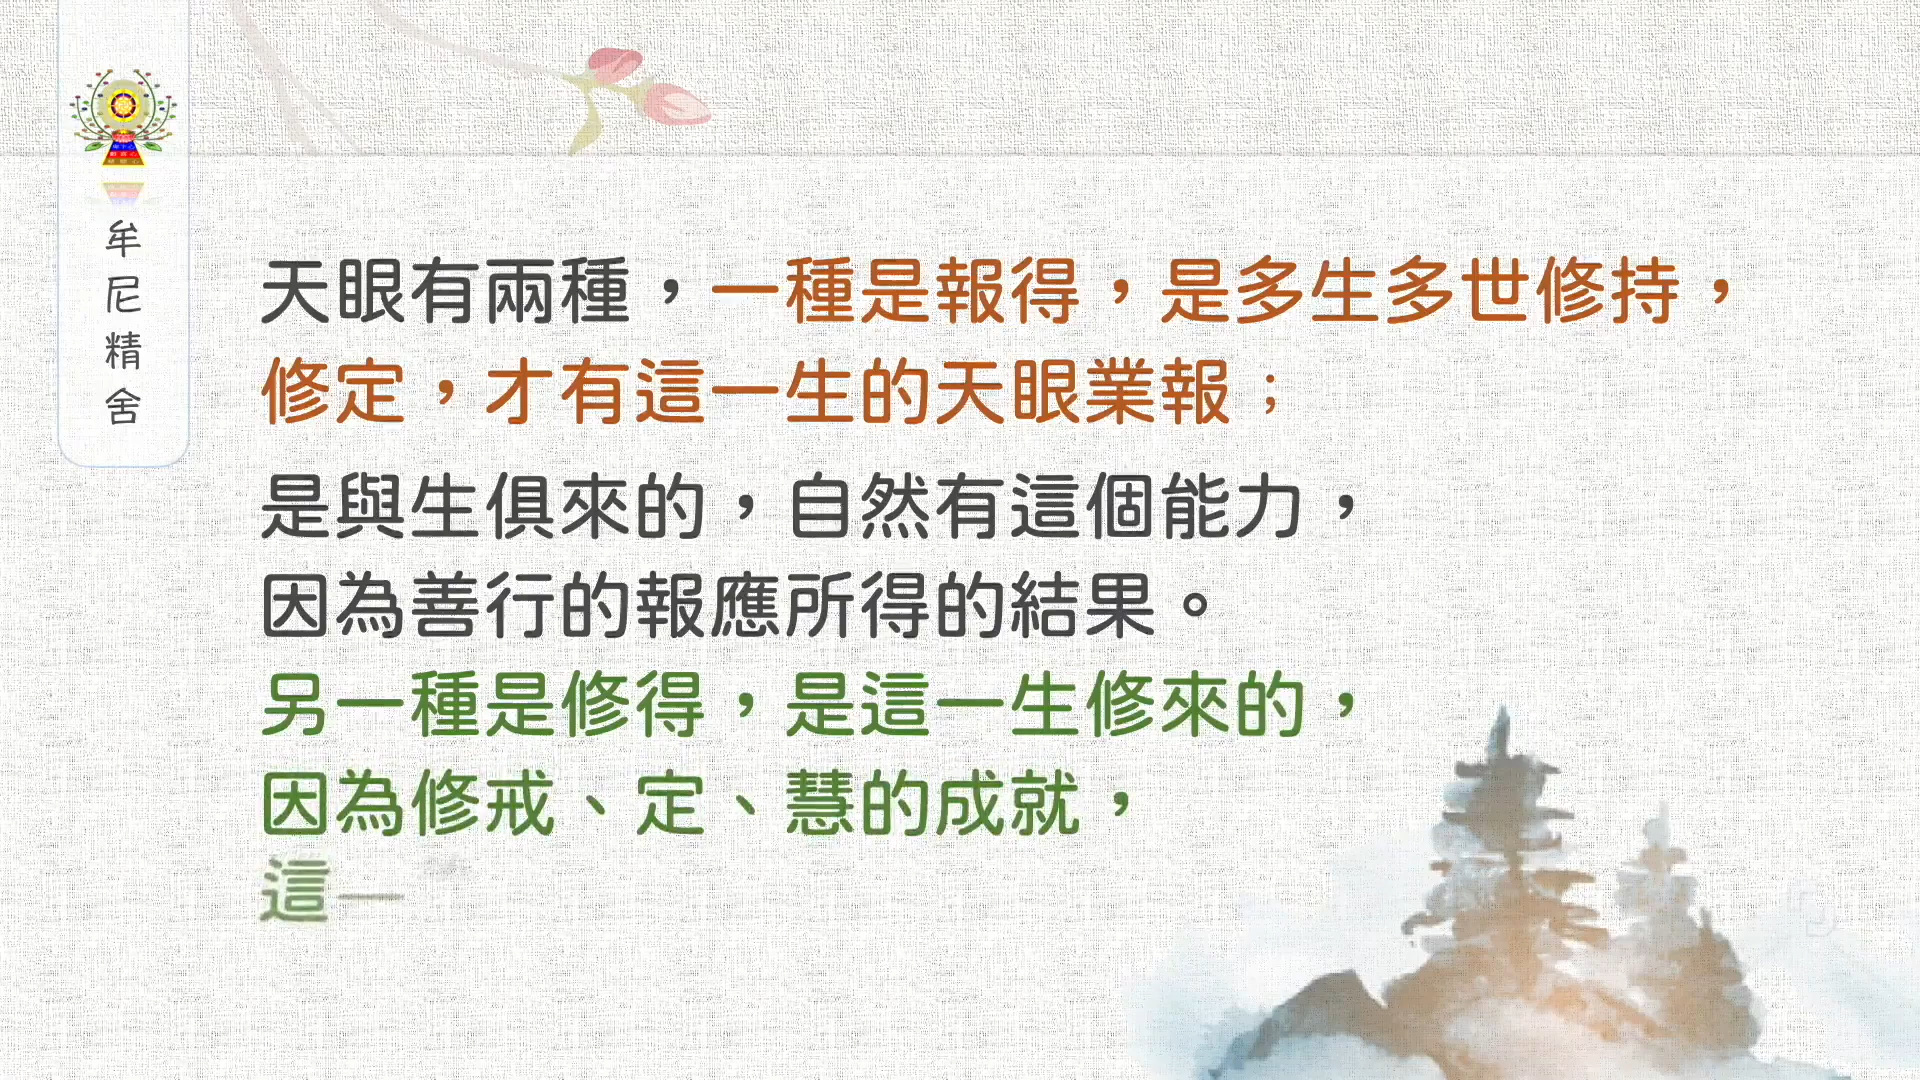 牟尼精舍
天眼有兩種，一種是報得，是多生多世修持，
修定，才有這一生的天眼業報；
是與生俱來的，自然有這個能力，
因為善行的報應所得的結果。
另一種是修得，是這一生修來的，
因為修戒、定、慧的成就，
這一